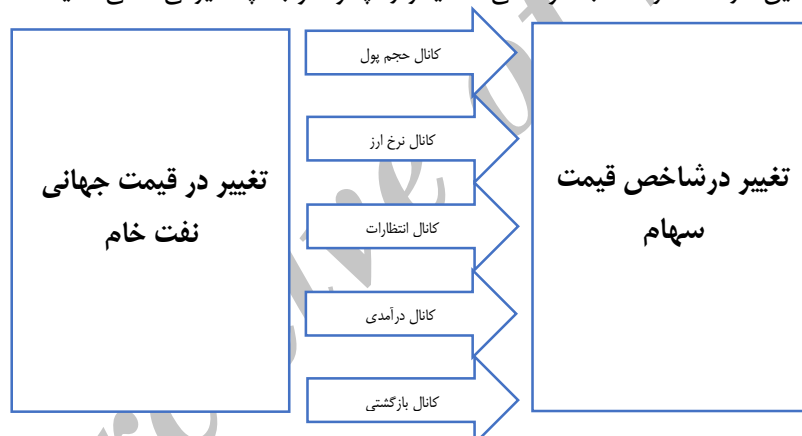 تغییر درشاخص قیمت
سهام
کانال حجم پول
کانال نرخ ارز
کانال انتظارات
کانال درآمدی
کانال بازگشتی
تغییر در قیمت جهانی
نفت خام